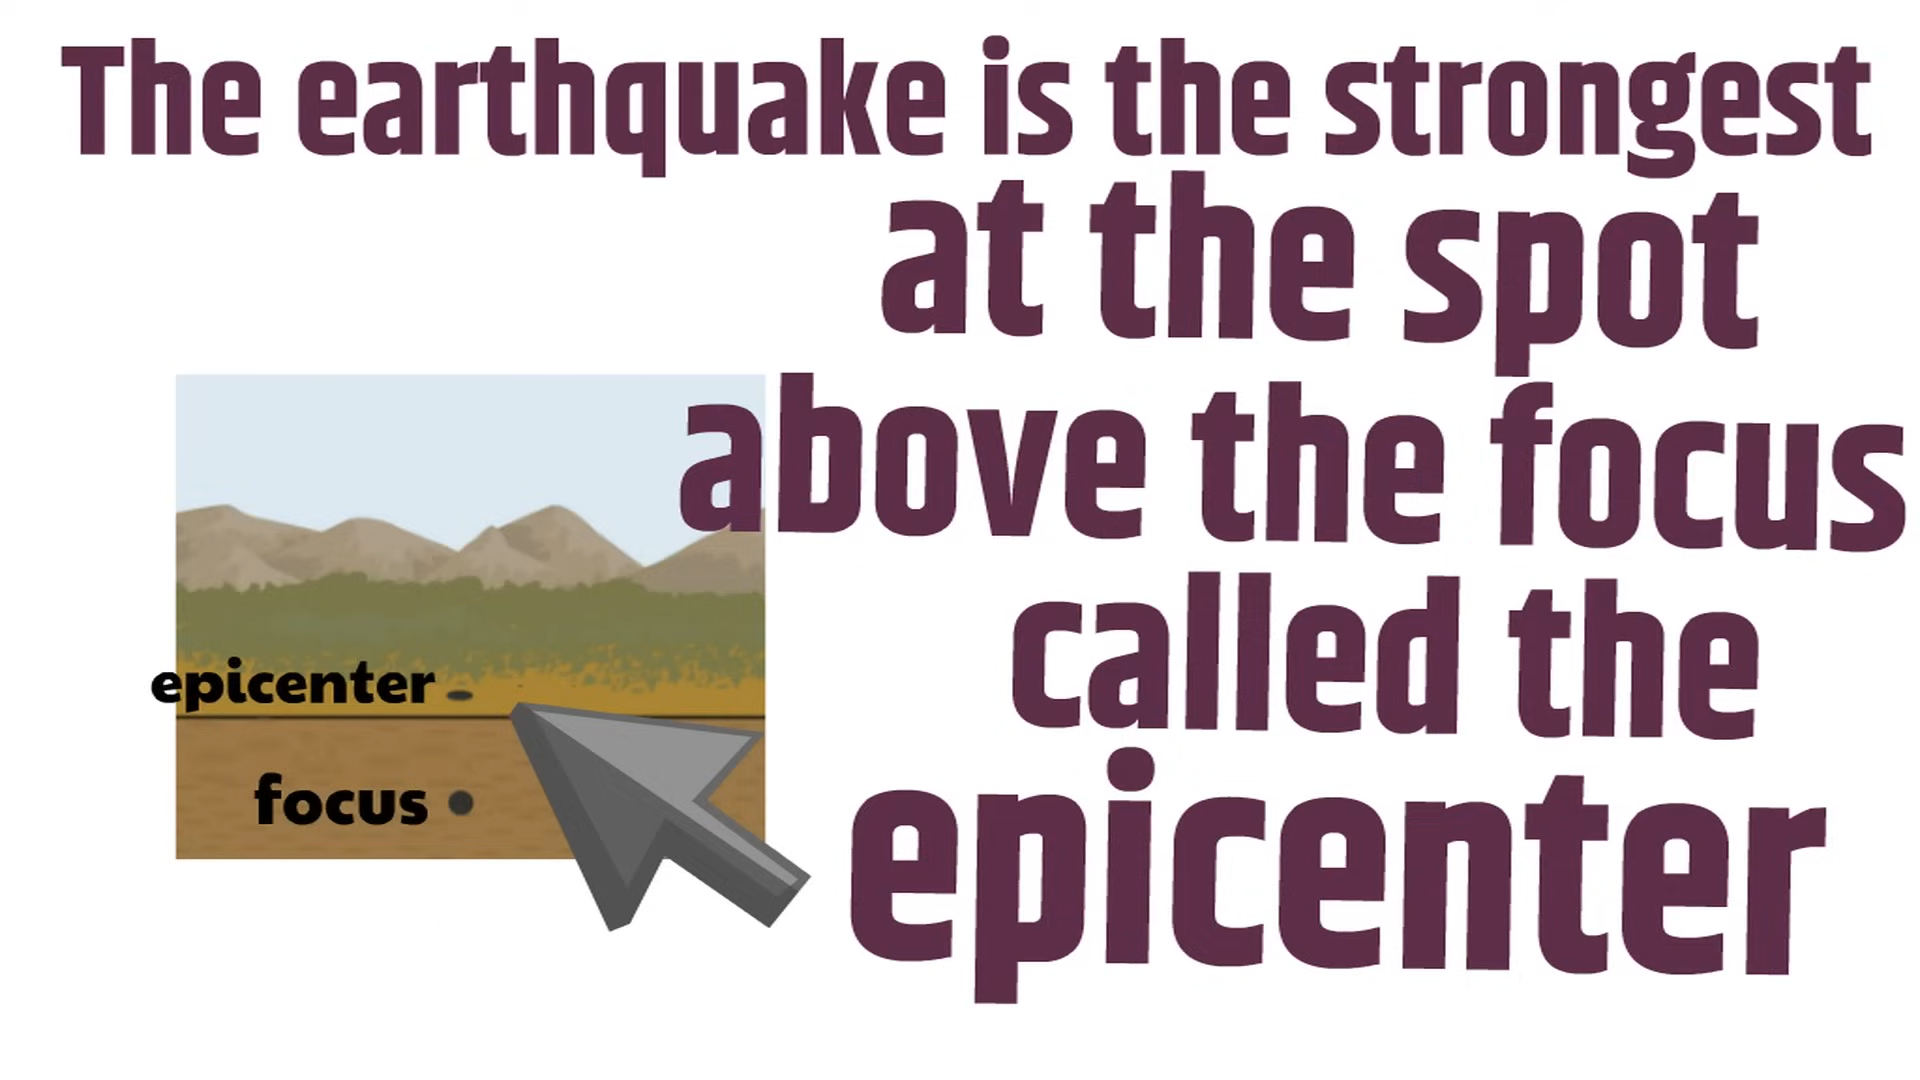 The earthquake is the strongest
at the spot
above the focus
called the
epicenter
epicenter
focus